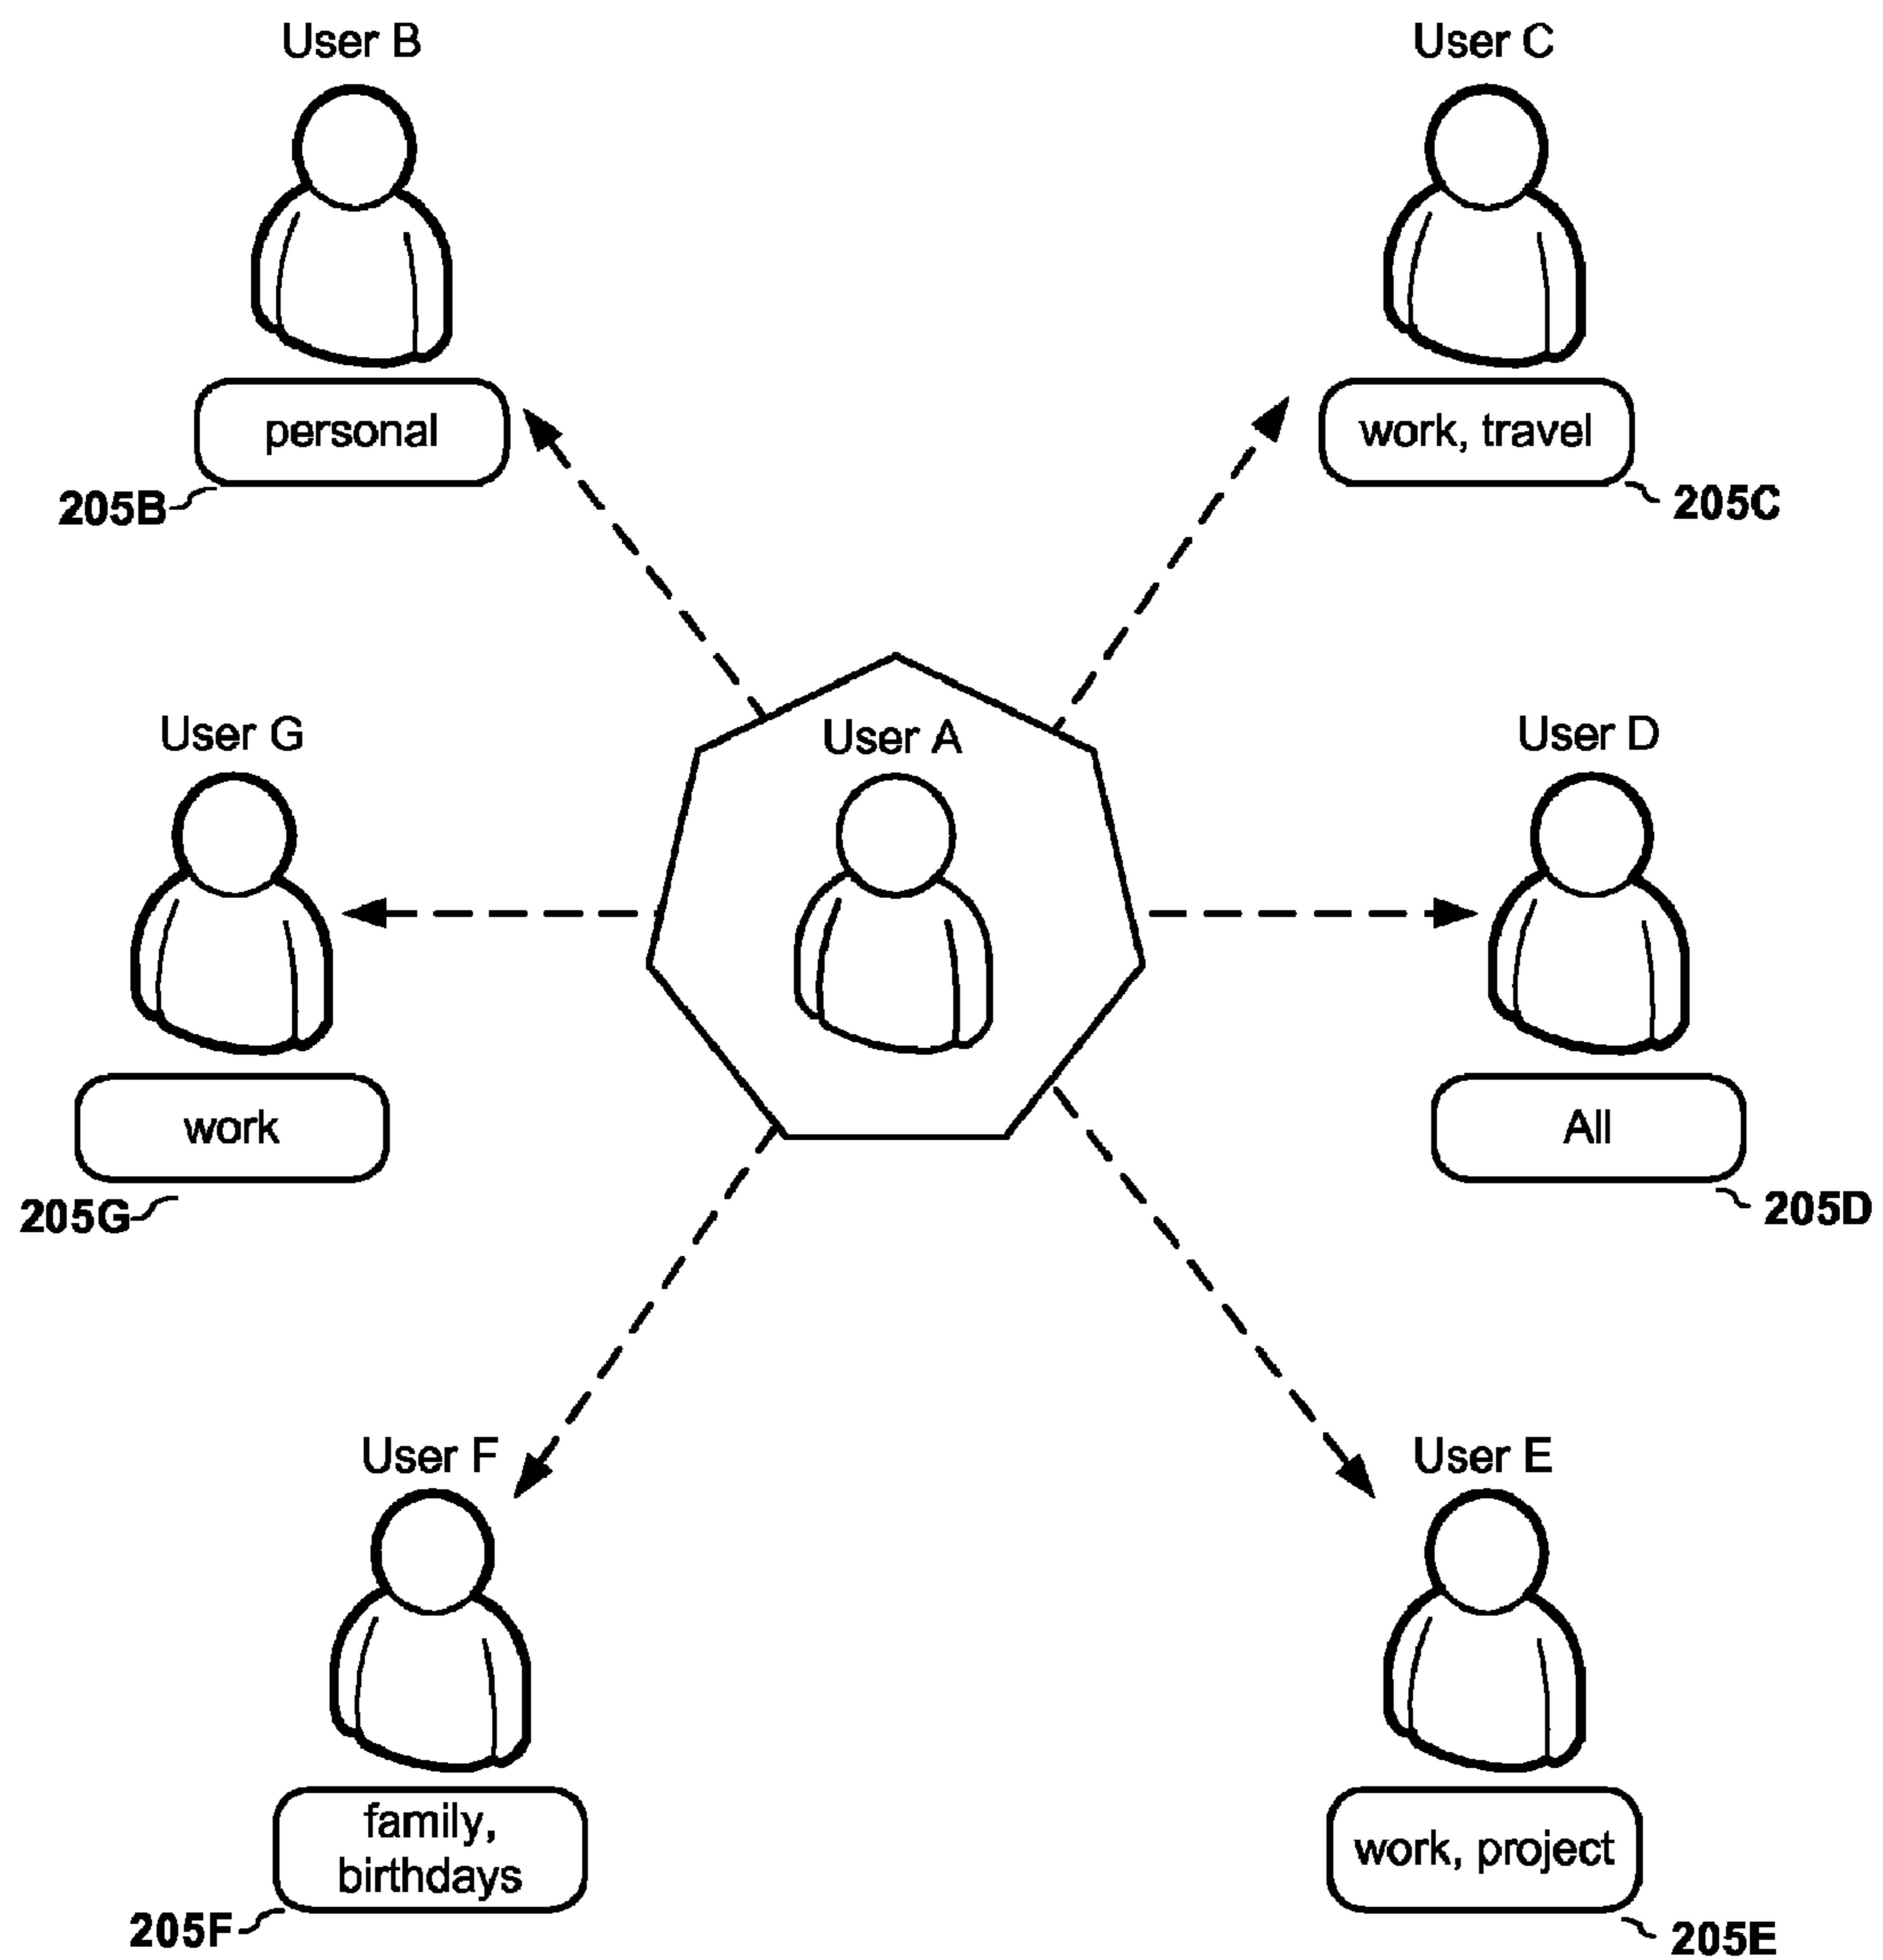 User B
User C
personal
work, travel
205B
205C
User G
User A
User D
work
All
205G
205D
User F
User E
family,
birthdays
work, project
205F
205E